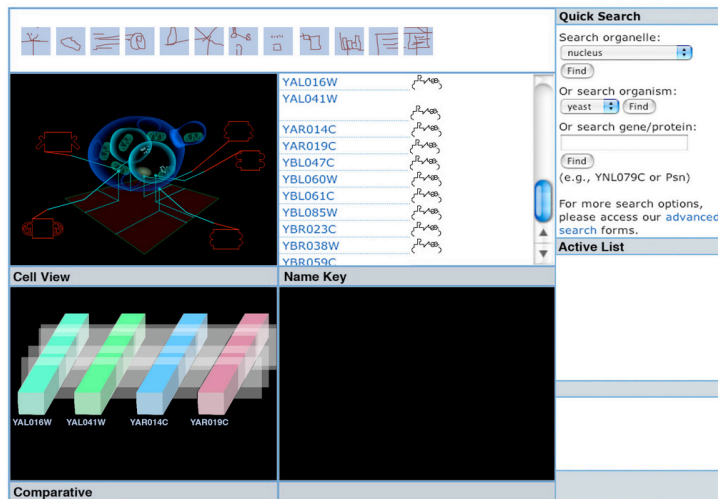 Quick Search
Search organelle:
nucleus
Find
Or search organism:
yeast
Find
Or search gene/protein:
Find
(e.g., YNL079C or Psn)
For more search options,
please access our advanced
search forms.
Active List
YAL016W
YAL041W
YAR014C
YAR019C
YBL047C
YBL060W
YBL061C
YBL085W
YBR023C
YBR038W
YBR059C
Cell View
Name Key
YAL016W
YAL041W
YAR014C
YAR019C
Comparative